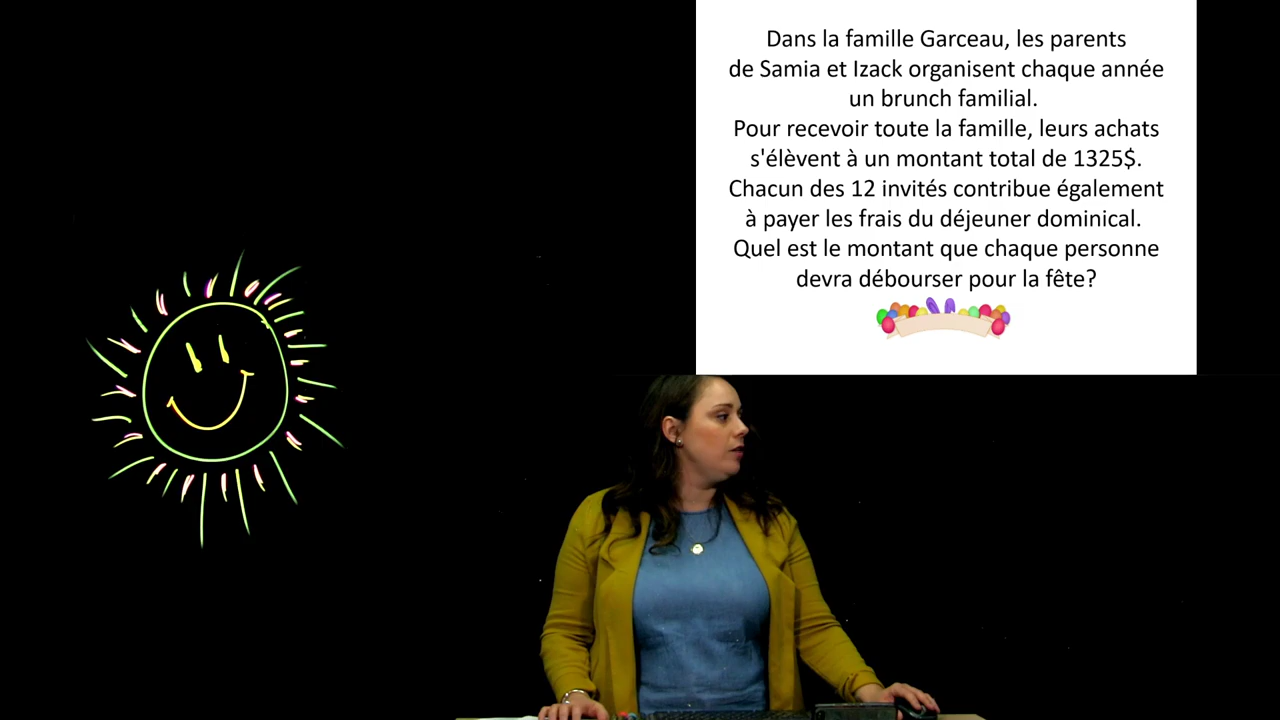 Dans la famille Garceau, les parents
de Samia et Izack organisent chaque année
un brunch familial.
Pour recevoir toute la famille, leurs achats
s'élèvent à un montant total de 1325$.
Chacun des 12 invités contribue également
à payer les frais du déjeuner dominical.
Quel est le montant que chaque personne
devra débourser pour la fête?